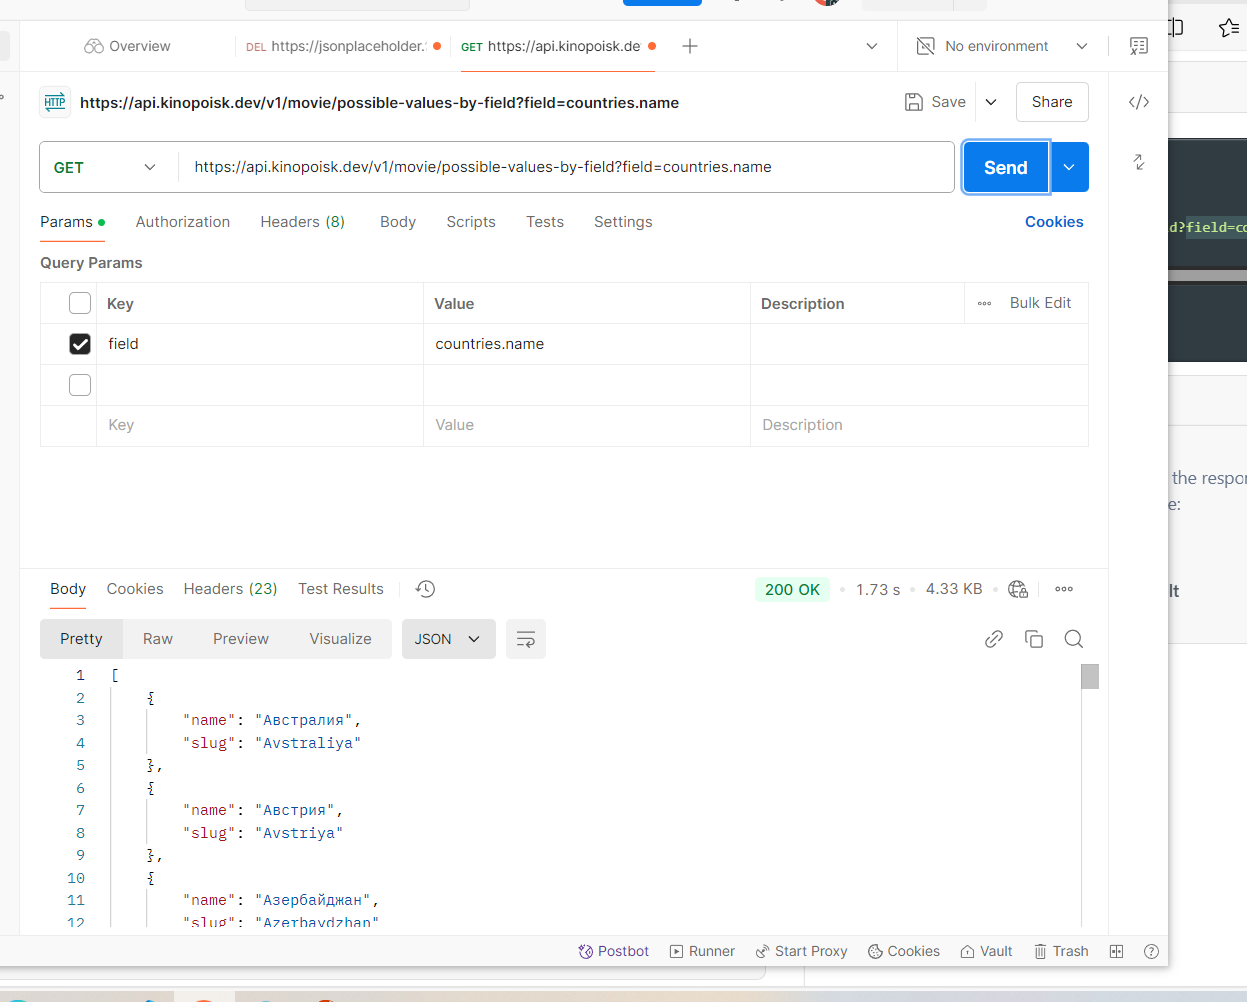 Overview
DEL https://jsonplaceholder.
GET https://api.kinopoisk.de
No environment
HTTP https://api.kinopoisk.dev/v1/movie/possible-values-by-field?field=countries.name
Save
Share
</>
GET
https://api.kinopoisk.dev/v1/movie/possible-values-by-field?field=countries.name
Send
Params
Authorization
Headers (8)
Body
Scripts
Tests
Settings
Cookies
d?field=co
Query Params
Key
Value
Description
Bulk Edit
field
countries.name
Key
Value
Description
the respon
e:
Body
Cookies
Headers (23)
Test Results
200 OK
1.73 s
4.33 KB
lt
Pretty
Raw
Preview
Visualize
JSON
1 [
2 {
3 "name": "Австралия",
4 "slug": "Avstraliya"
5 },
6 {
7 "name": "Австрия",
8 "slug": "Avstriya"
9 },
10 {
11 "name": "Азербайджан",
12 "slug": "Azerbaydzhan"
Postbot
Runner
Start Proxy
Cookies
Vault
Trash